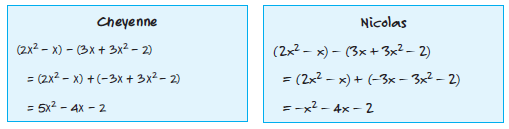 Cheyenne
(2x² – x) – (3x + 3x² – 2)
= (2x² – x) + (–3x + 3x² – 2)
= 5x² – 4x – 2
Nicolas
(2x² – x) – (3x + 3x² – 2)
= (2x² – x) + (–3x – 3x² – 2)
= –x² – 4x – 2